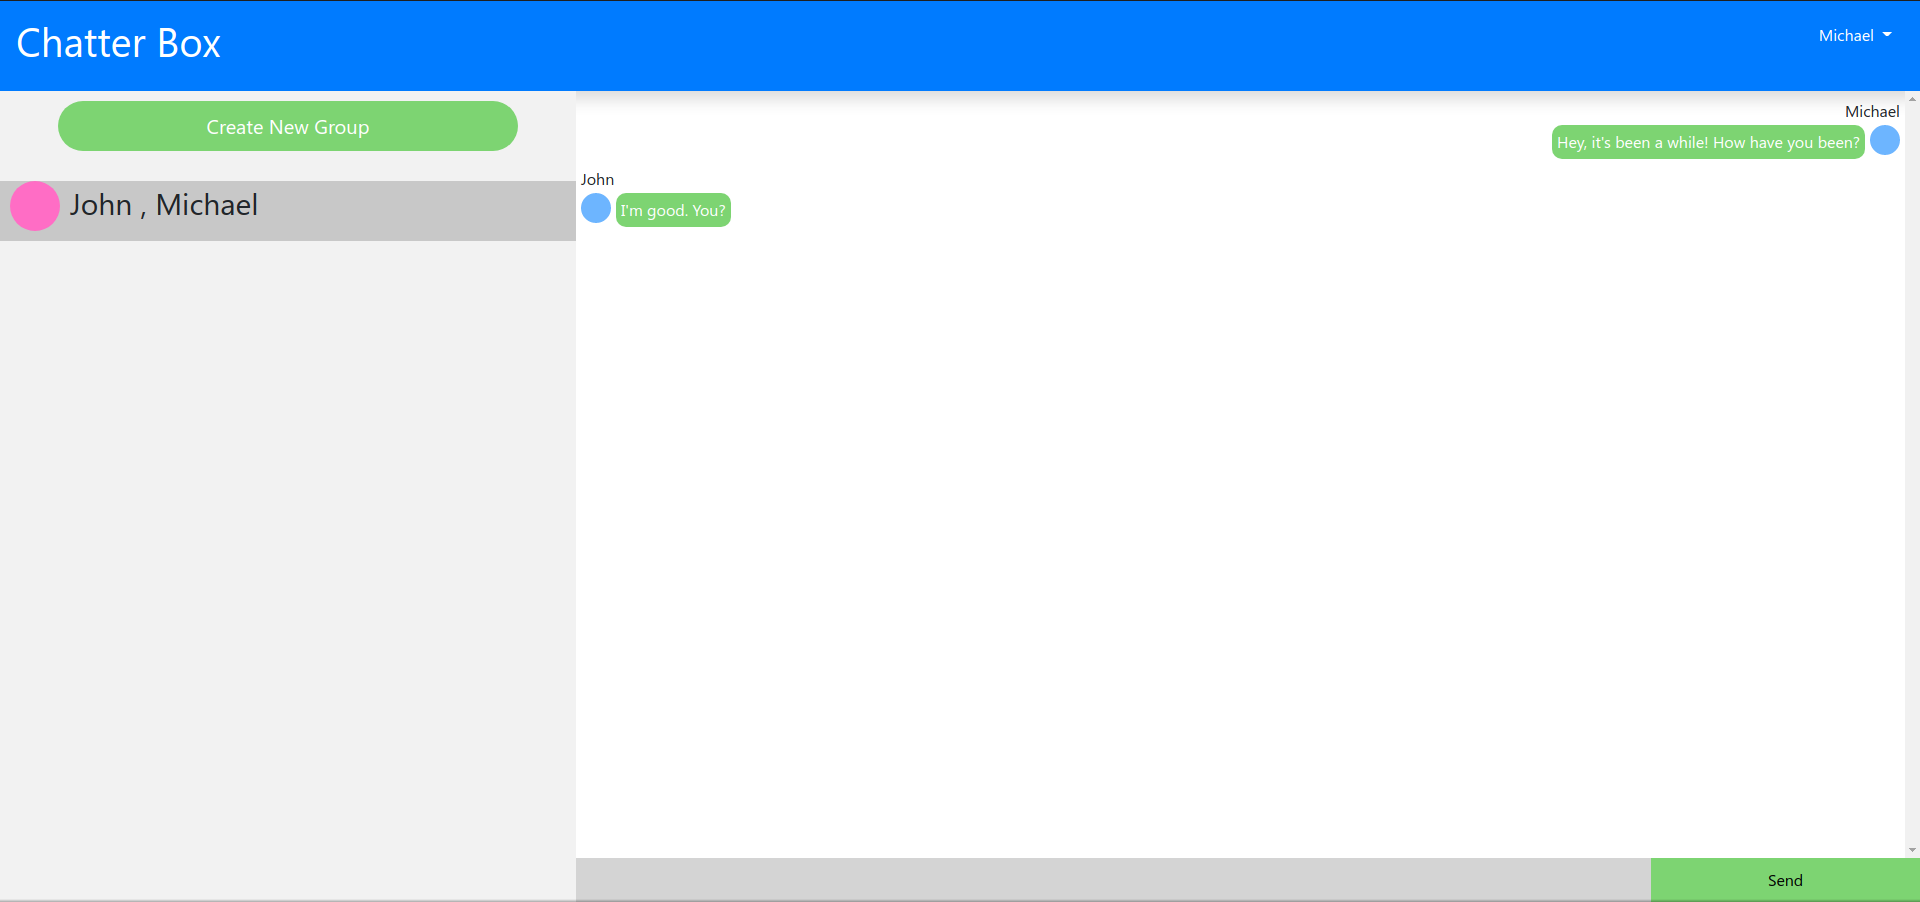 Chatter Box
Michael
Create New Group
John , Michael
Michael
Hey, it's been a while! How have you been?
John
I'm good. You?
Send